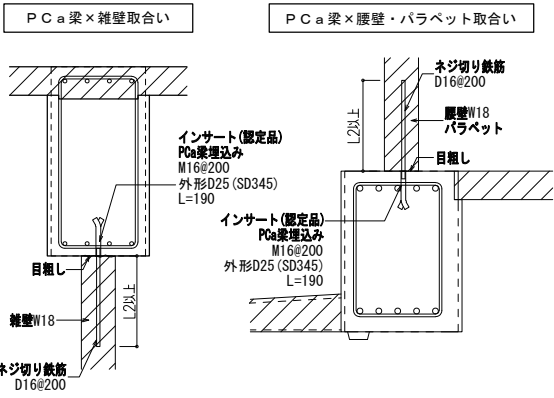 ＰＣａ梁×雑壁取合い
インサート(認定品)
PCa梁埋込み
M16@200
外形D25(SD345)
L=190
目粗し
雑壁W18
L2以上
ネジ切り鉄筋
D16@200
ＰＣａ梁×腰壁・パラペット取合い
ネジ切り鉄筋
D16@200
L2以上
腰壁W18
パラペット
目粗し
インサート(認定品)
PCa梁埋込み
M16@200
外形D25(SD345)
L=190